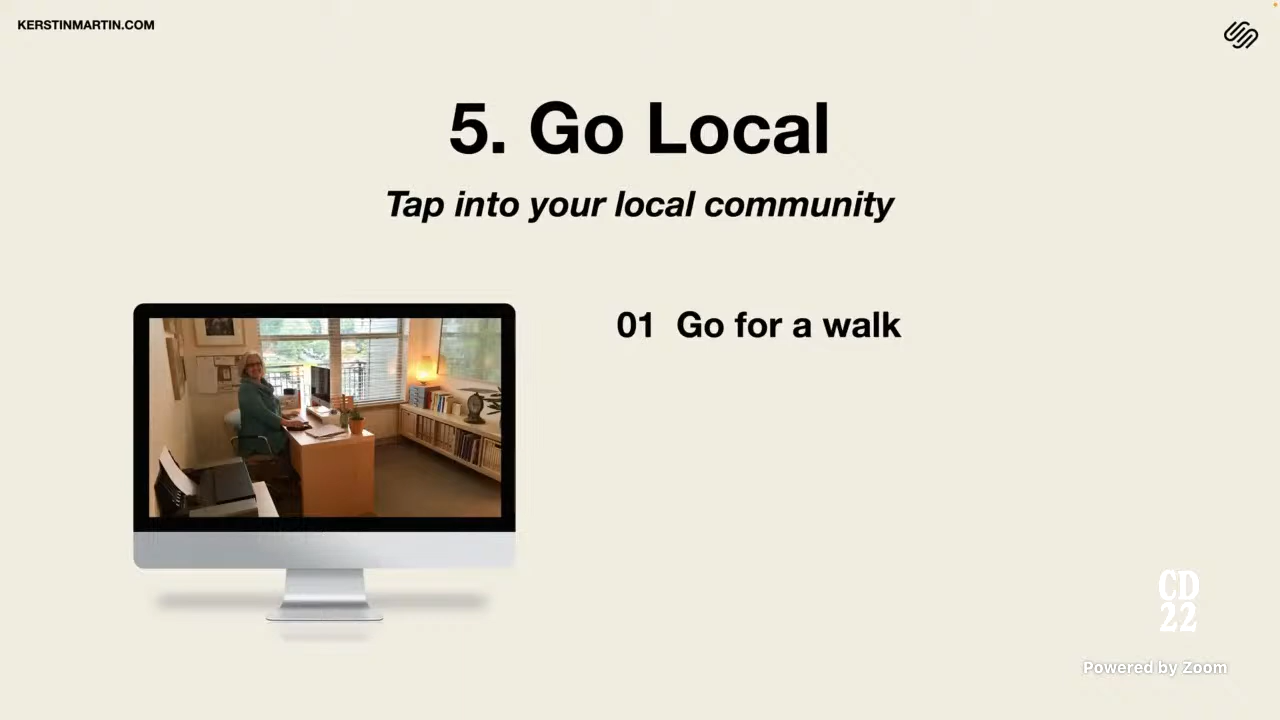 KERSTINMARTIN.COM
5. Go Local
Tap into your local community
01 Go for a walk
CD
22
Powered by Zoom